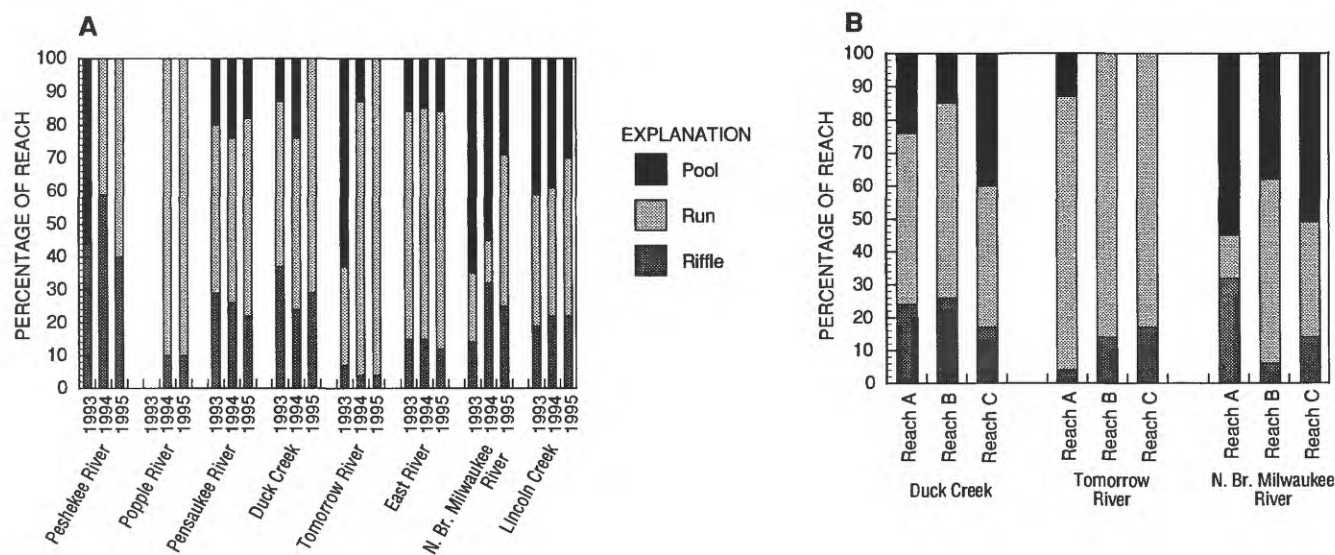 A
PERCENTAGE OF REACH
100
90
80
70
60
50
40
30
20
10
0
1993
1994
1995
1993
1994
1995
1993
1994
1995
1993
1994
1995
1993
1994
1995
1993
1994
1995
1993
1994
1995
1993
1994
1995
Peshekee River
Popple River
Pensaukee River
Duck Creek
Tomorrow River
East River
N. Br. Milwaukee
River
LIncoln Creek
EXPLANATION
Pool
Run
Riffle
B
PERCENTAGE OF REACH
100
90
80
70
60
50
40
30
20
10
0
Reach A
Reach B
Reach C
Reach A
Reach B
Reach C
Reach A
Reach B
Reach C
Duck Creek
Tomorrow
River
N. Br. Milwaukee
River